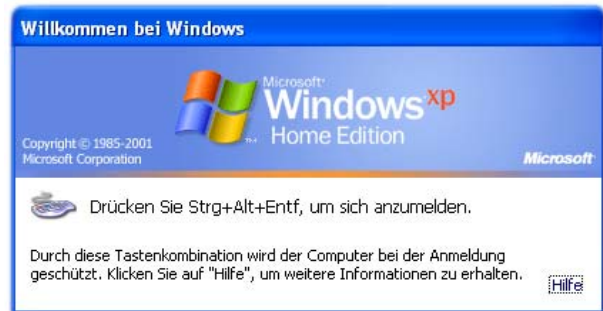 Willkommen bei Windows
Microsoft
Windows xp
Home Edition
Copyright © 1985-2001
Microsoft Corporation
Microsoft
Drücken Sie Strg+Alt+Entf, um sich anzumelden.
Durch diese Tastenkombination wird der Computer bei der Anmeldung
geschützt. Klicken Sie auf "Hilfe", um weitere Informationen zu erhalten.
Hilfe